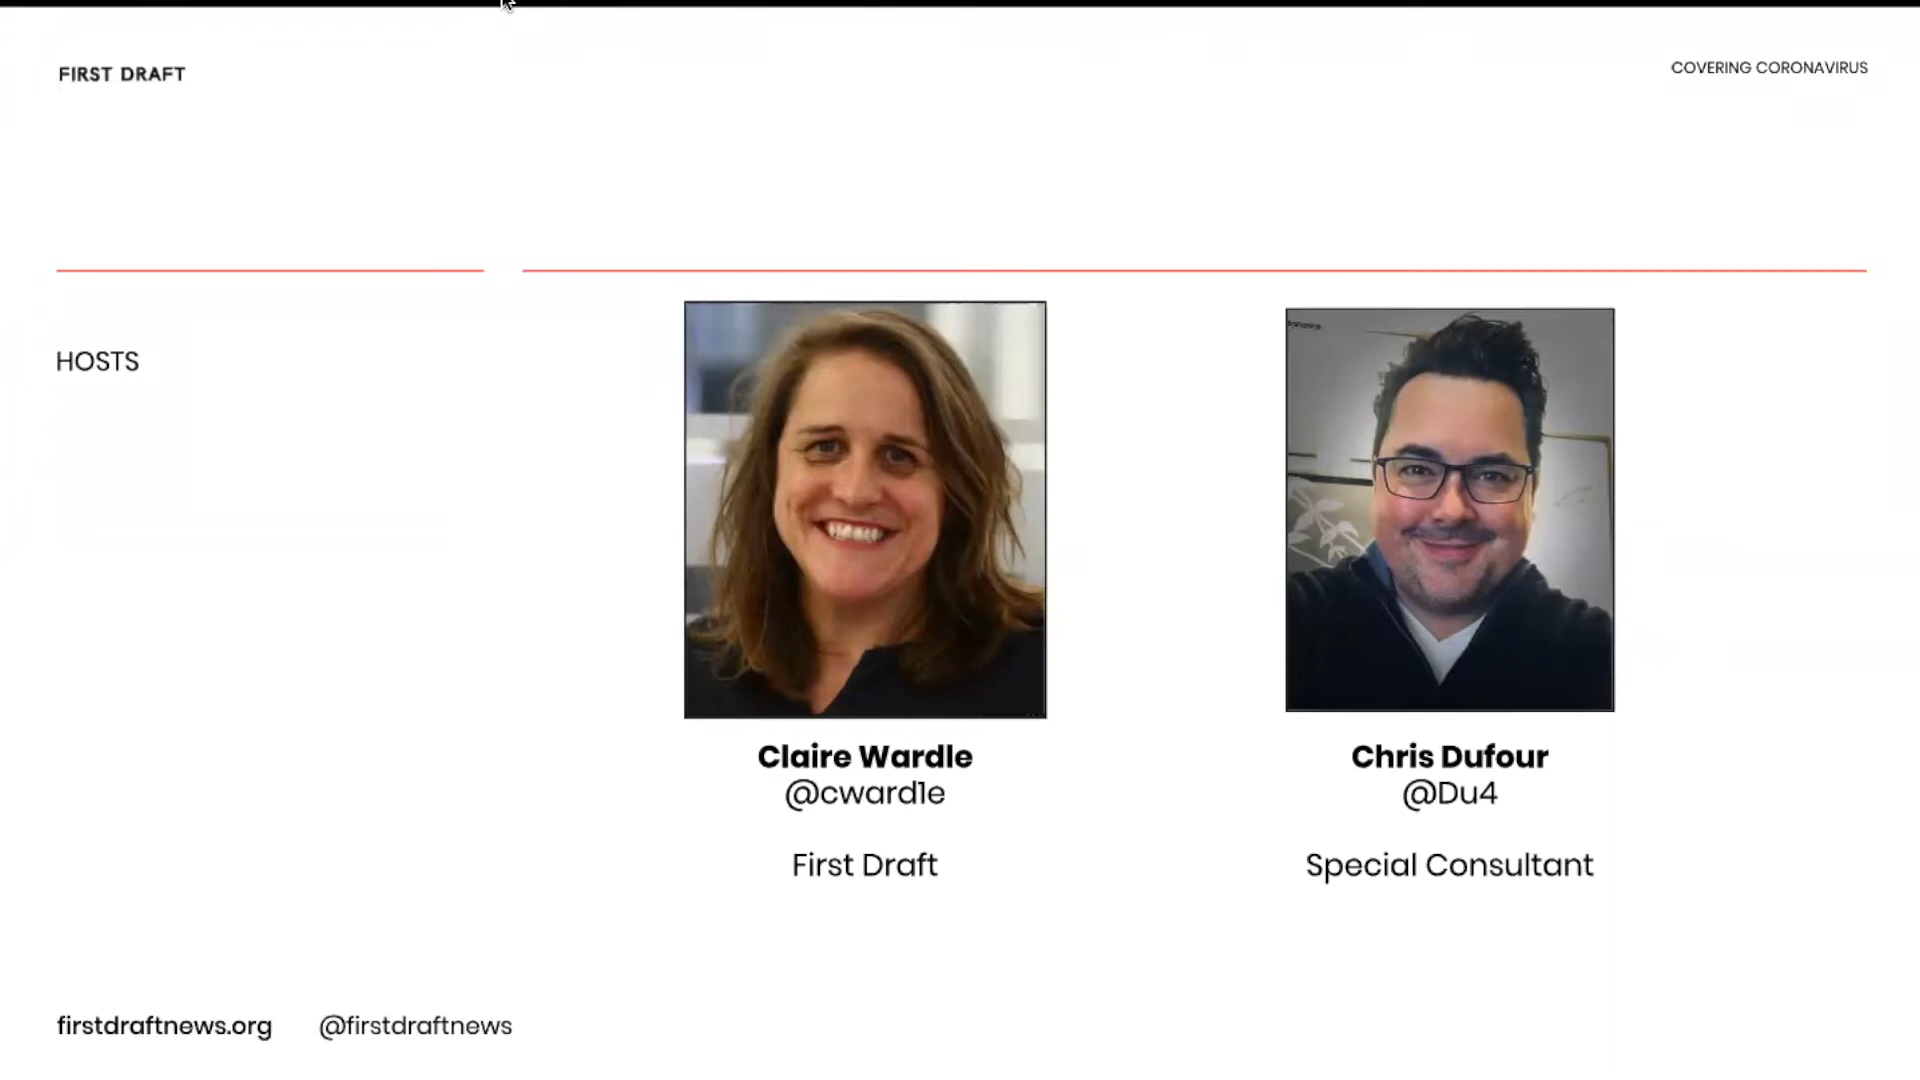 FIRST DRAFT
COVERING CORONAVIRUS
HOSTS
Claire Wardle
@cward1e
First Draft
Chris Dufour
@Du4
Special Consultant
firstdraftnews.org
@firstdraftnews